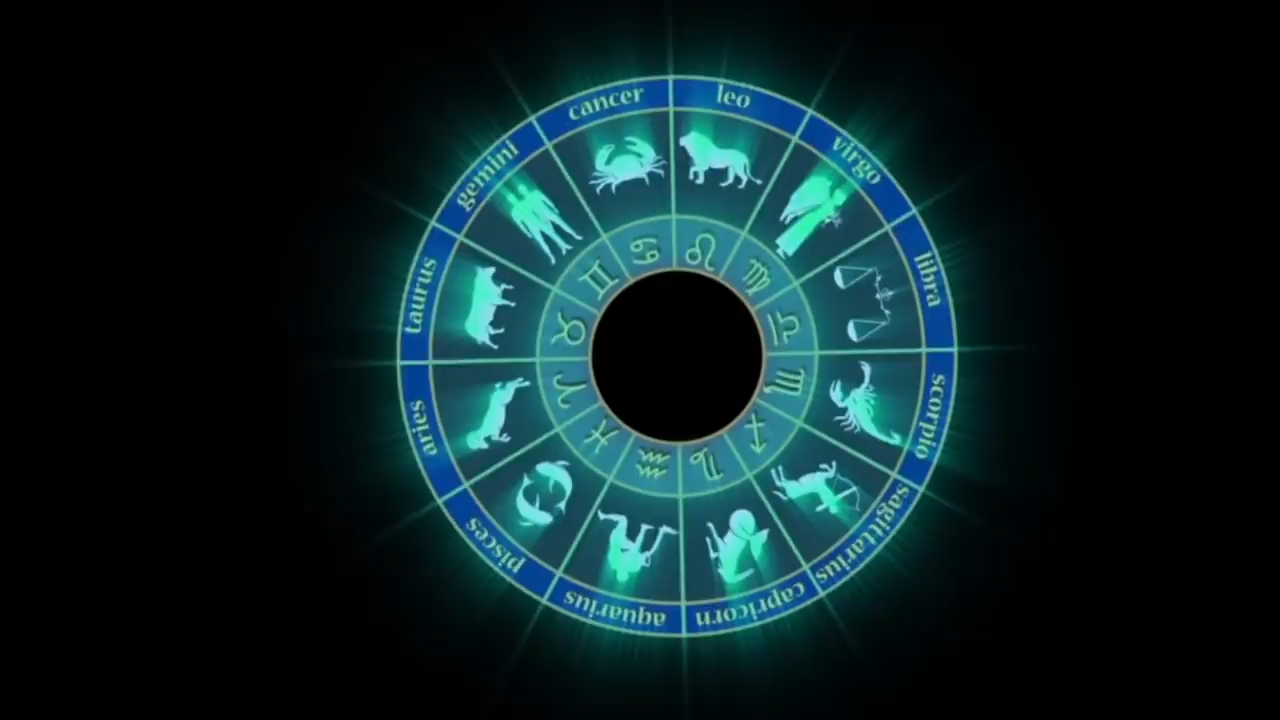 cancer
leo
virgo
libra
scorpio
sagittarius
capricorn
aquarius
pisces
aries
taurus
gemini